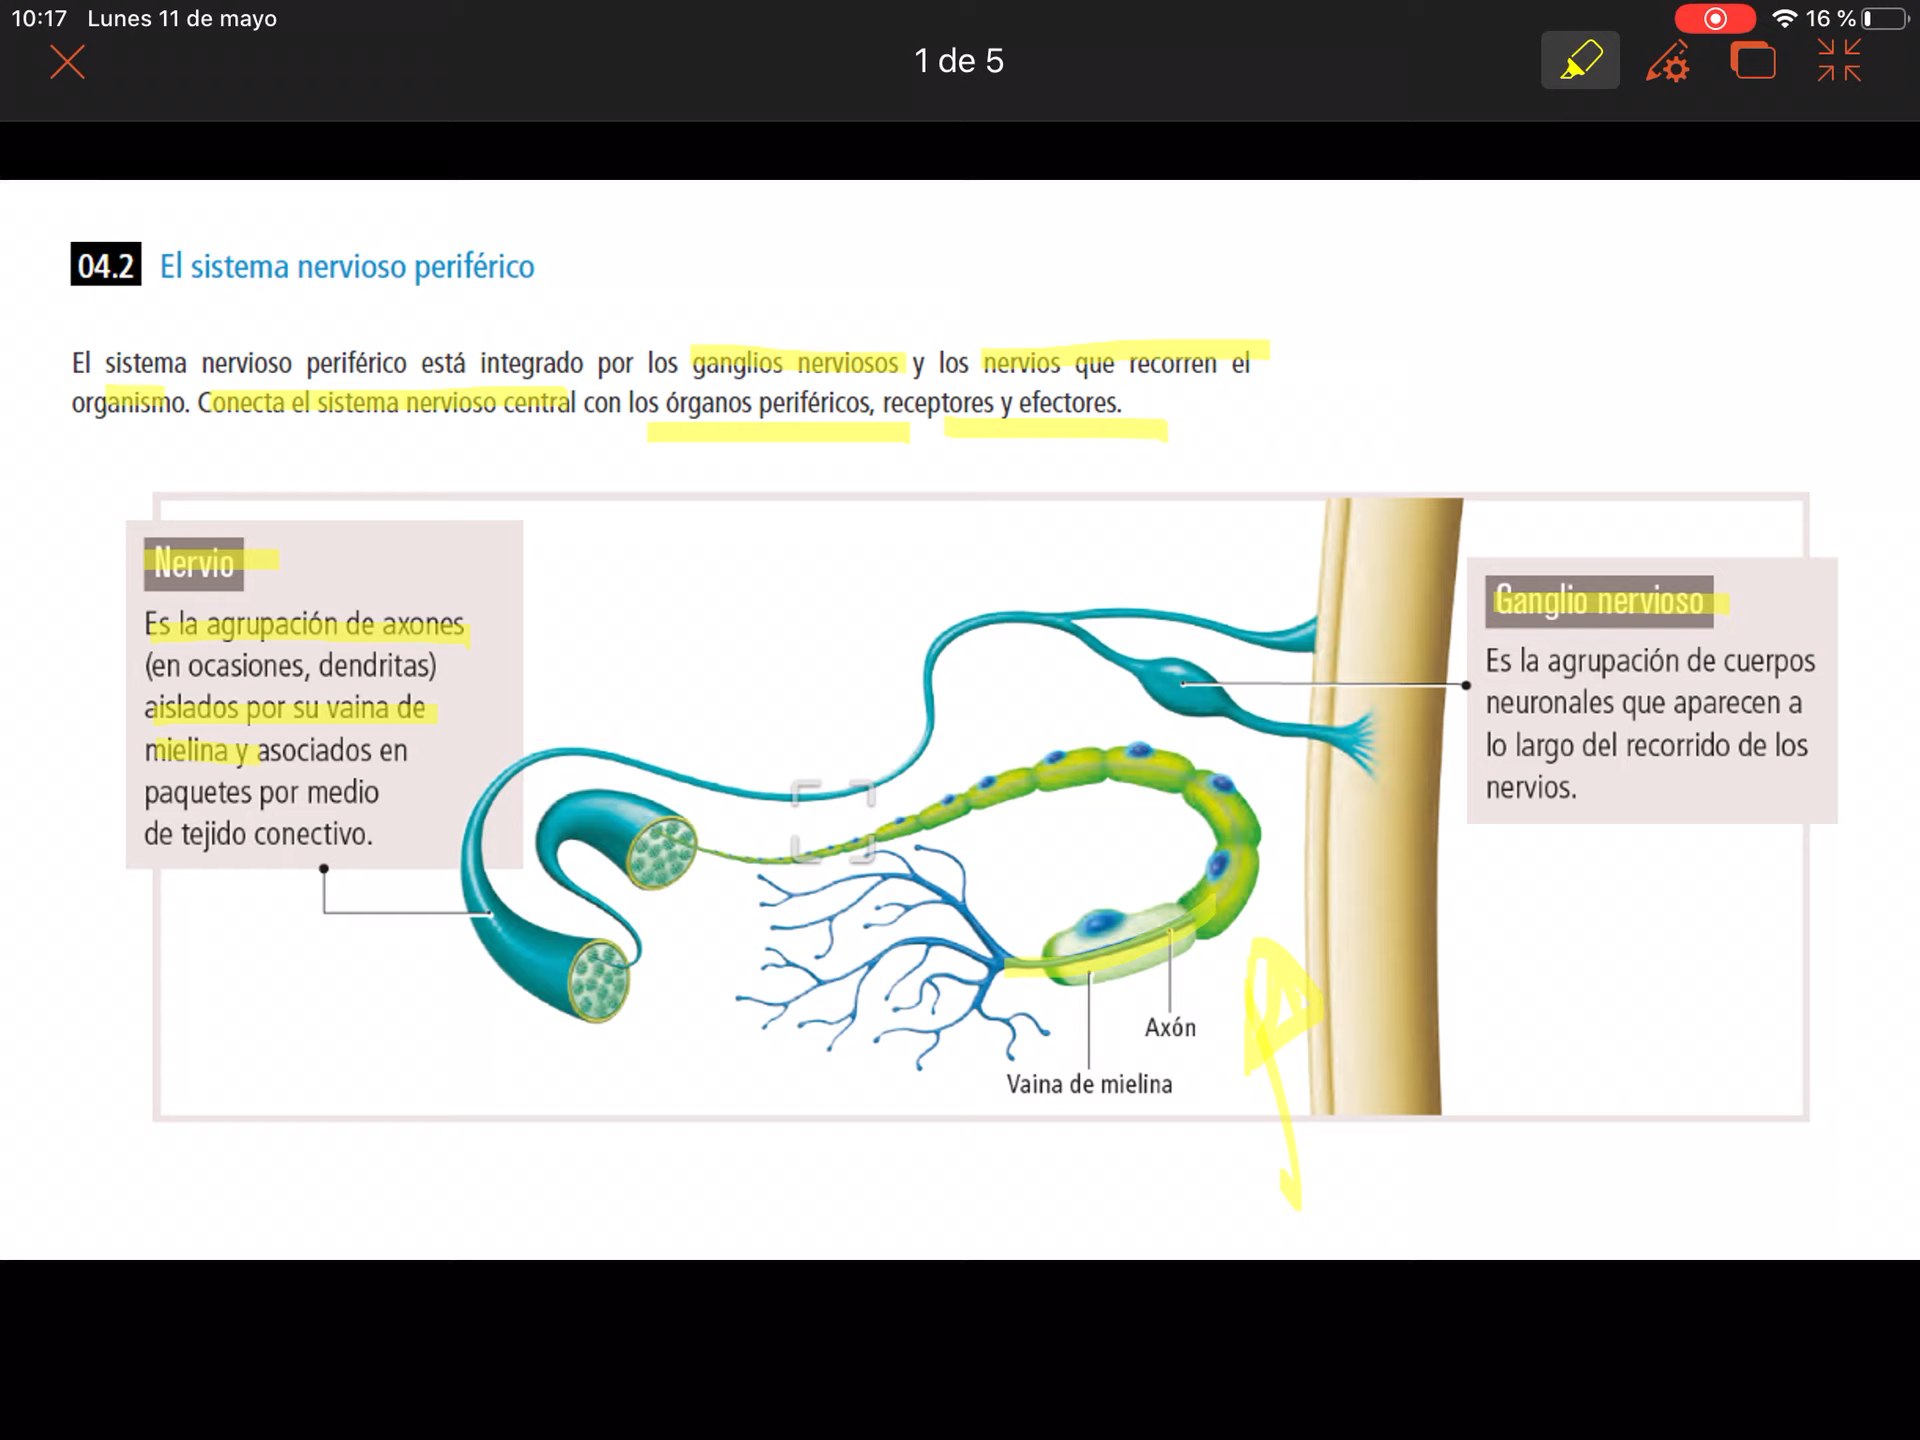 10:17 Lunes 11 de mayo
16 %
1 de 5
04.2 El sistema nervioso periférico
El sistema nervioso periférico está integrado por los ganglios nerviosos y los nervios que recorren el
organismo. Conecta el sistema nervioso central con los órganos periféricos, receptores y efectores.
Nervio
Es la agrupación de axones
(en ocasiones, dendritas)
aislados por su vaina de
mielina y asociados en
paquetes por medio
de tejido conectivo.
Ganglio nervioso
Es la agrupación de cuerpos
neuronales que aparecen a
lo largo del recorrido de los
nervios.
Axón
Vaina de mielina